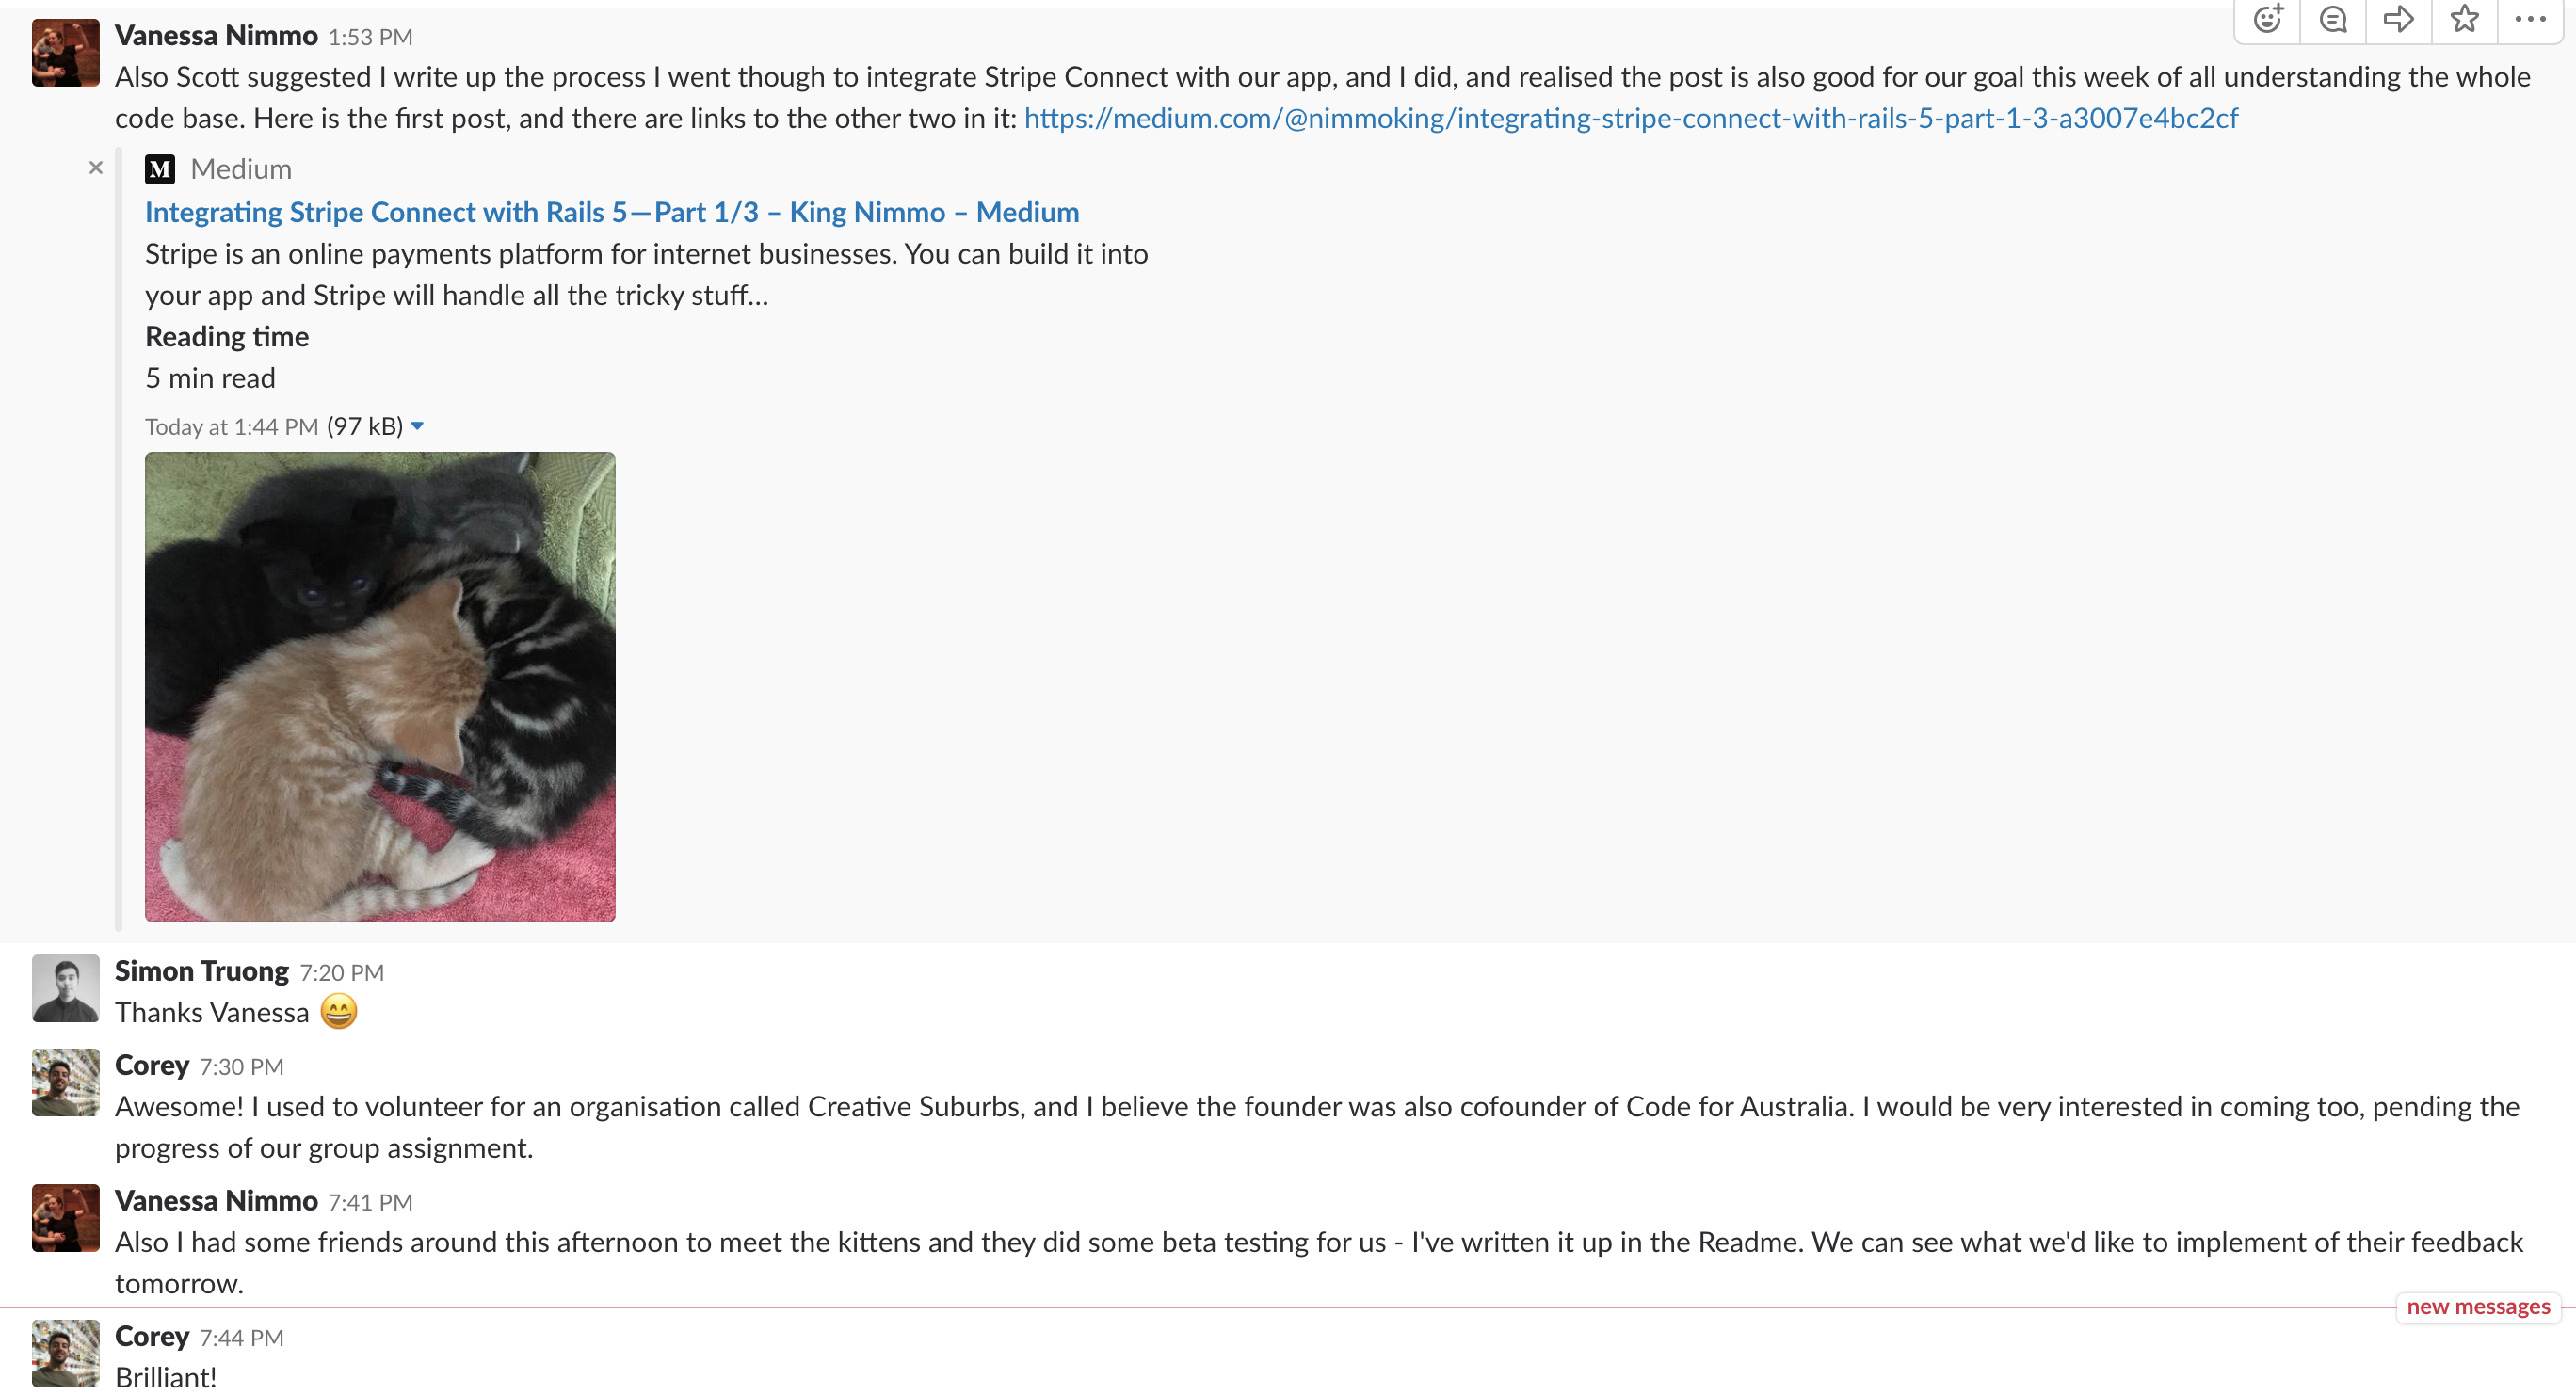 Vanessa Nimmo 1:53 PM
Also Scott suggested I write up the process I went though to integrate Stripe Connect with our app, and I did, and realised the post is also good for our goal this week of all understanding the whole
code base. Here is the first post, and there are links to the other two in it: https://medium.com/@nimmoking/integrating-stripe-connect-with-rails-5-part-1-3-a3007e4bc2cf
M Medium
Integrating Stripe Connect with Rails 5—Part 1/3 – King Nimmo – Medium
Stripe is an online payments platform for internet businesses. You can build it into
your app and Stripe will handle all the tricky stuff…
Reading time
5 min read
Today at 1:44 PM (97 kB)
Simon Truong 7:20 PM
Thanks Vanessa 😄
Corey 7:30 PM
Awesome! I used to volunteer for an organisation called Creative Suburbs, and I believe the founder was also cofounder of Code for Australia. I would be very interested in coming too, pending the
progress of our group assignment.
Vanessa Nimmo 7:41 PM
Also I had some friends around this afternoon to meet the kittens and they did some beta testing for us - I've written it up in the Readme. We can see what we'd like to implement of their feedback
tomorrow.
new messages
Corey 7:44 PM
Brilliant!